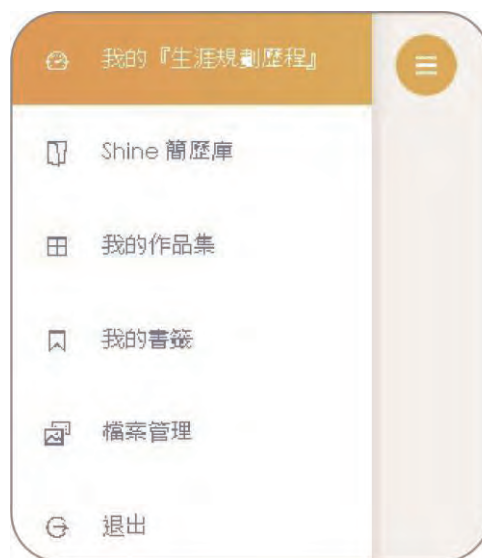 我的『生涯規劃歷程』
Shine 簡歷庫
我的作品集
我的書籤
檔案管理
退出